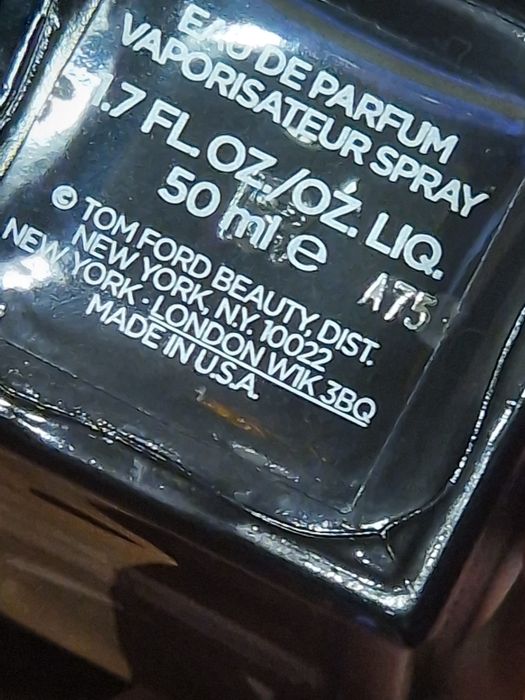 EAU DE PARFUM
VAPORISATEUR SPRAY
1.7 FL. OZ./OZ. LIQ.
50 ml e
A75
© TOM FORD BEAUTY, DIST.
NEW YORK, N.Y. 10022
NEW YORK · LONDON W1K 3BQ
MADE IN U.S.A.